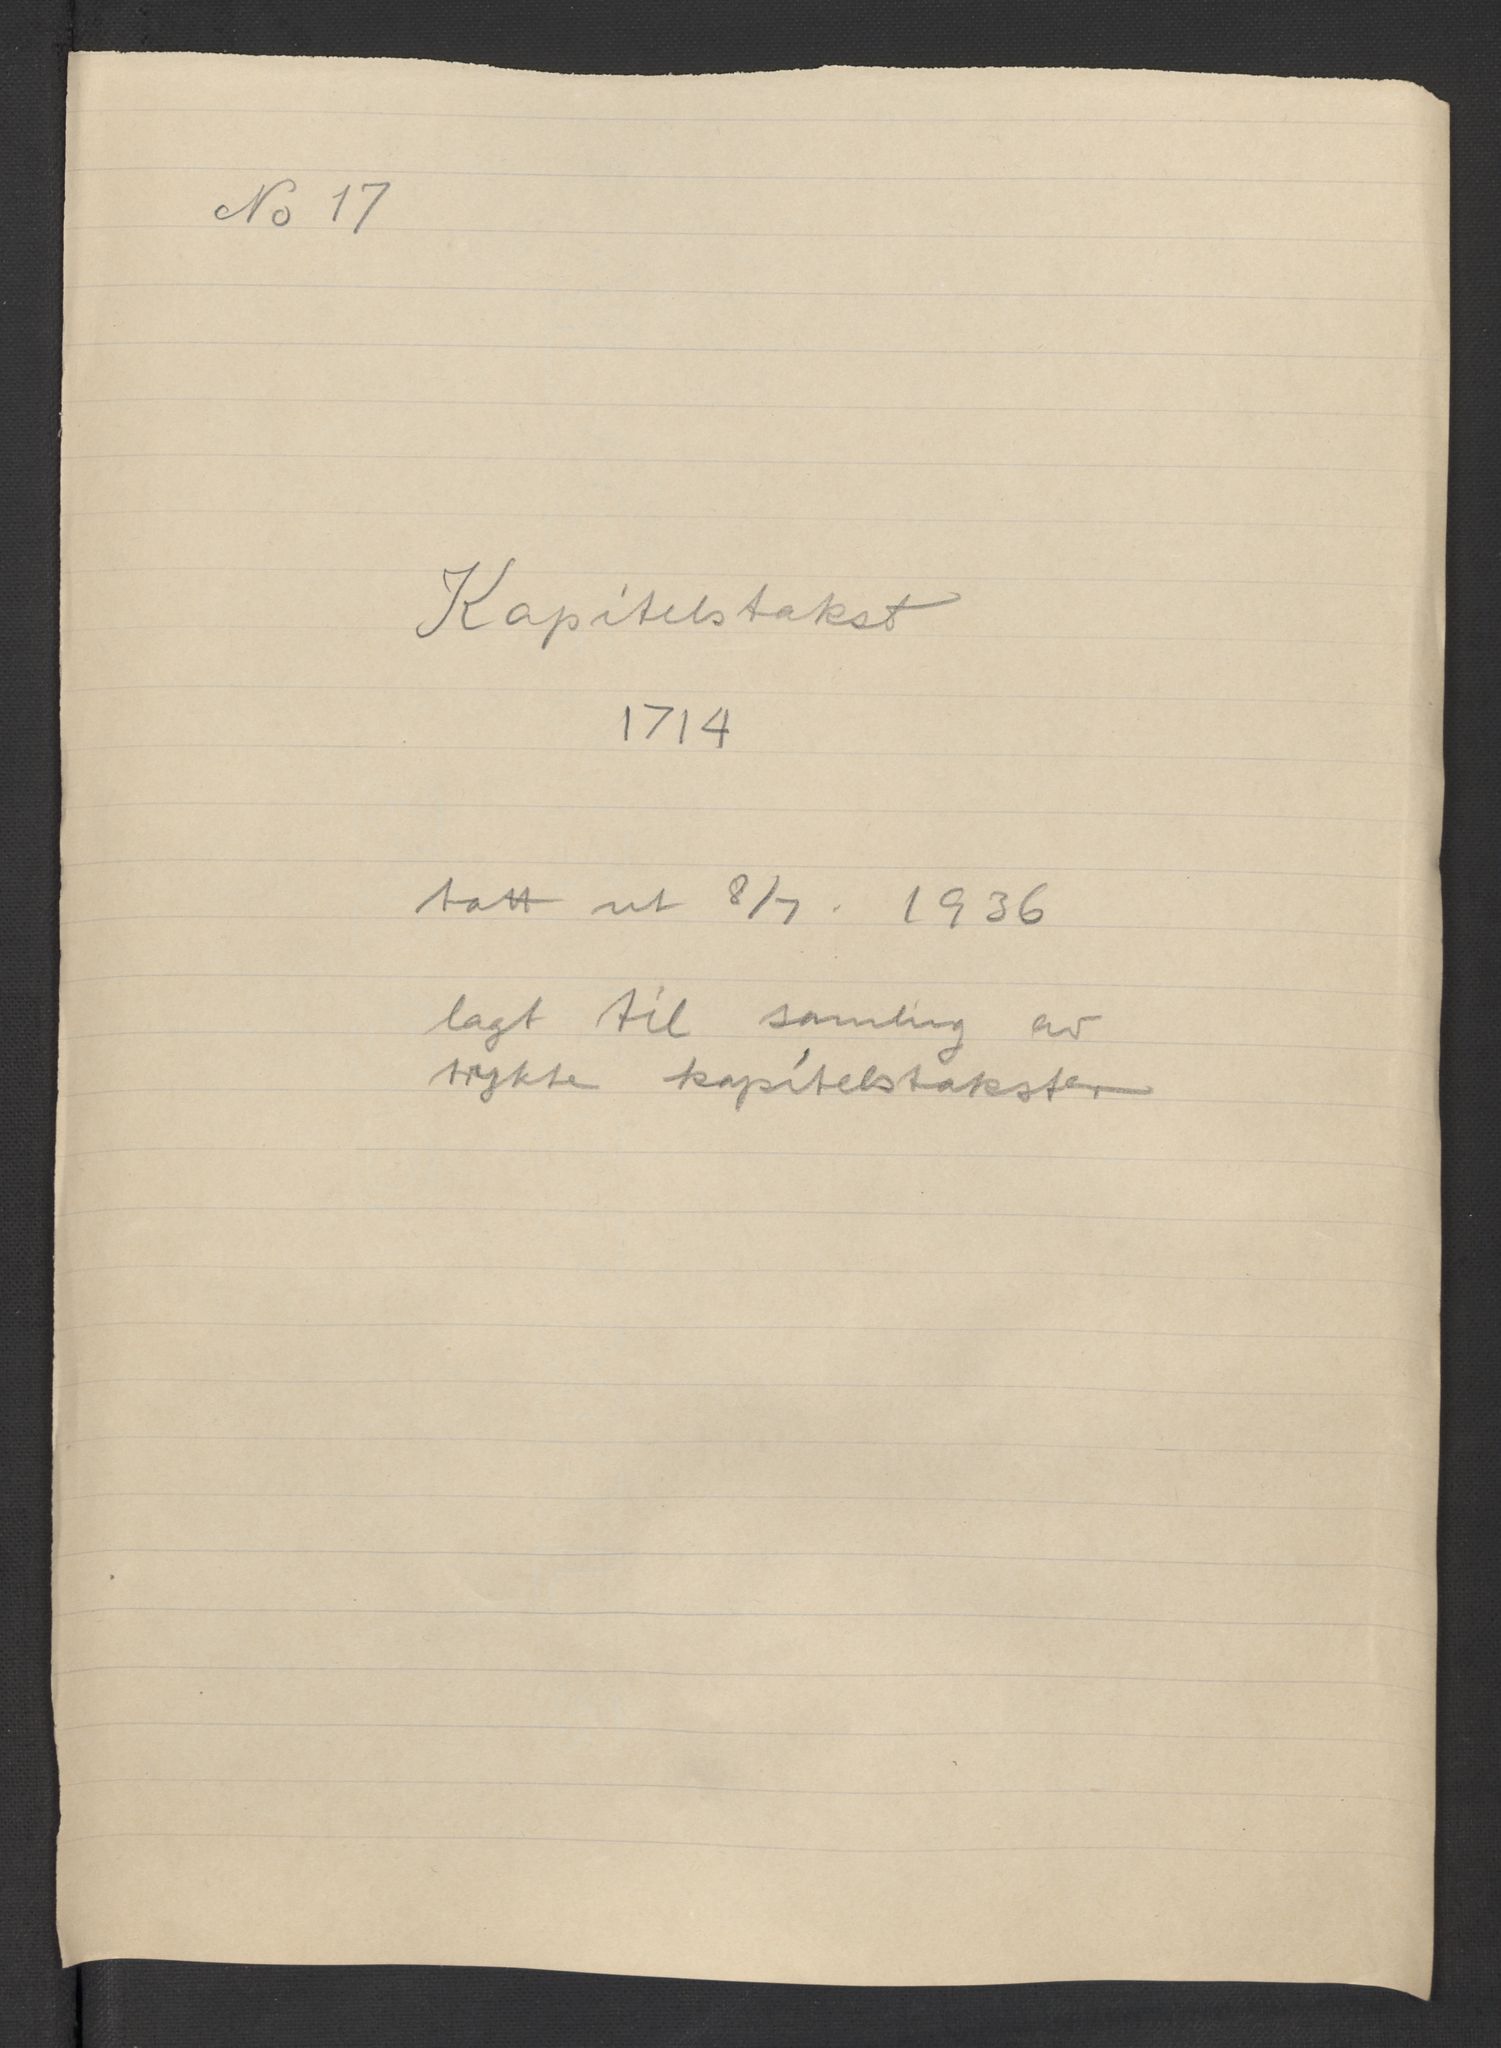 No 17
Kapitelstakst
1714
tatt ut 8/7. 1936
lagt til samling av
trykte kapitelstakster